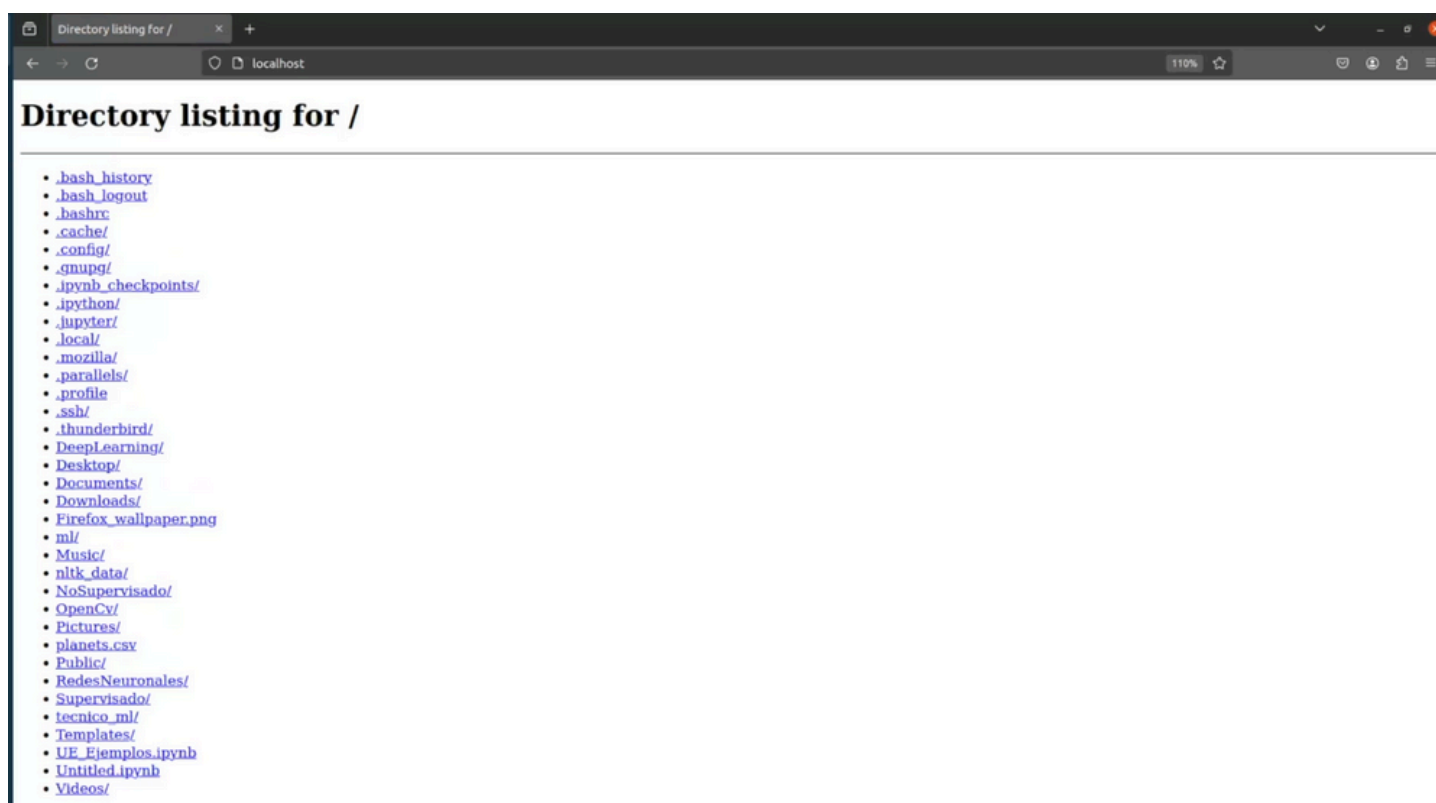 Directory listing for /
localhost
110%
Directory listing for /
.bash_history
.bash_logout
.bashrc
.cache/
.config/
.gnupg/
.ipynb_checkpoints/
.ipython/
.jupyter/
.local/
.mozilla/
.parallels/
.profile
.ssh/
.thunderbird/
DeepLearning/
Desktop/
Documents/
Downloads/
Firefox_wallpaper.png
ml/
Music/
nltk_data/
NoSupervisado/
OpenCv/
Pictures/
planets.csv
Public/
RedesNeuronales/
Supervisado/
tecnico_ml/
Templates/
UE_Ejemplos.ipynb
Untitled.ipynb
Videos/